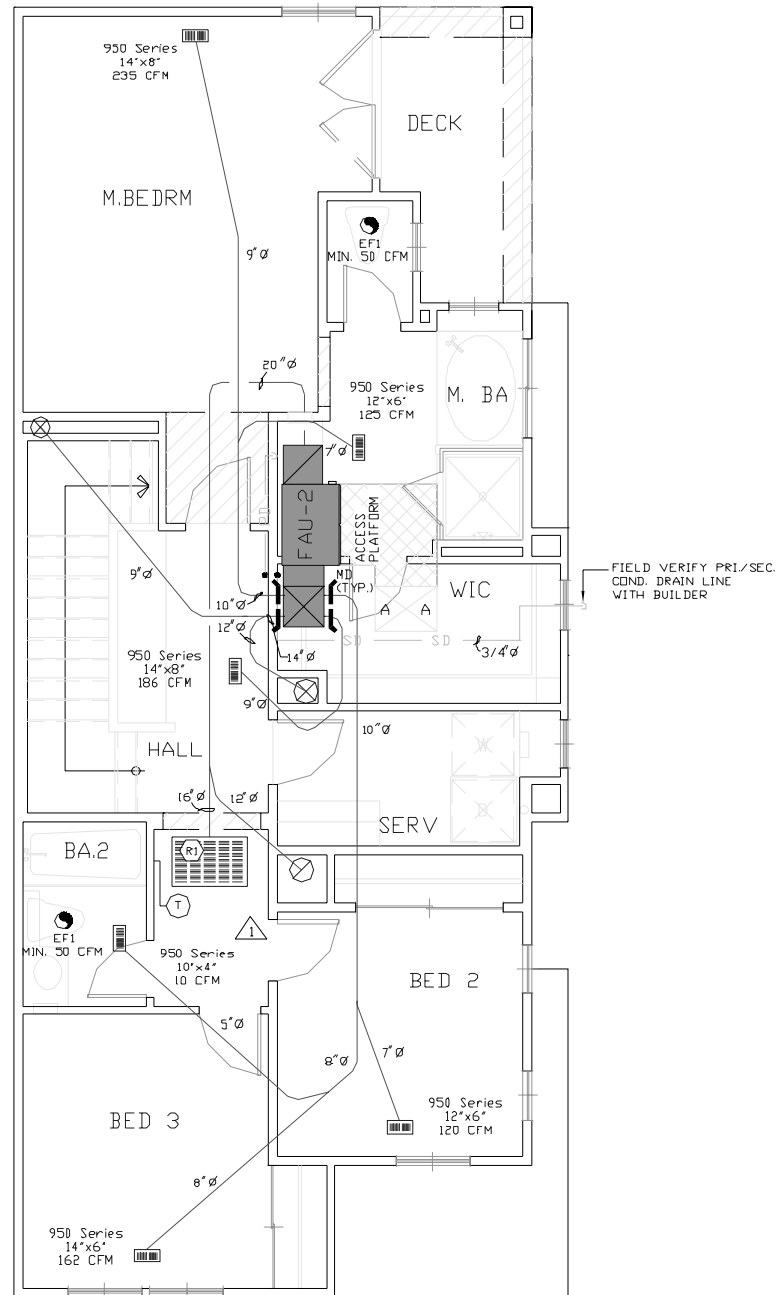 950 Series
14"x8"
235 CFM
DECK
M.BEDRM
EF1
MIN. 50 CFM
9"Ø
20"Ø
950 Series
12"x6"
125 CFM
M. BA
7"Ø
FAU-2
ACCESS
PLATFORM
SD
9"Ø
MD
(TYP.)
WIC
FIELD VERIFY PRI./SEC.
COND. DRAIN LINE
WITH BUILDER
10"Ø
A A
12"Ø
SD SD
3/4"Ø
14"Ø
950 Series
14"x8"
186 CFM
9"Ø
10"Ø
HALL
W
16"Ø
12"Ø
SERV
D
BA.2
R1
T
EF1
MIN. 50 CFM
1
950 Series
10"x4"
10 CFM
BED 2
5"Ø
8"Ø
7"Ø
BED 3
950 Series
12"x6"
120 CFM
8"Ø
950 Series
14"x6"
162 CFM